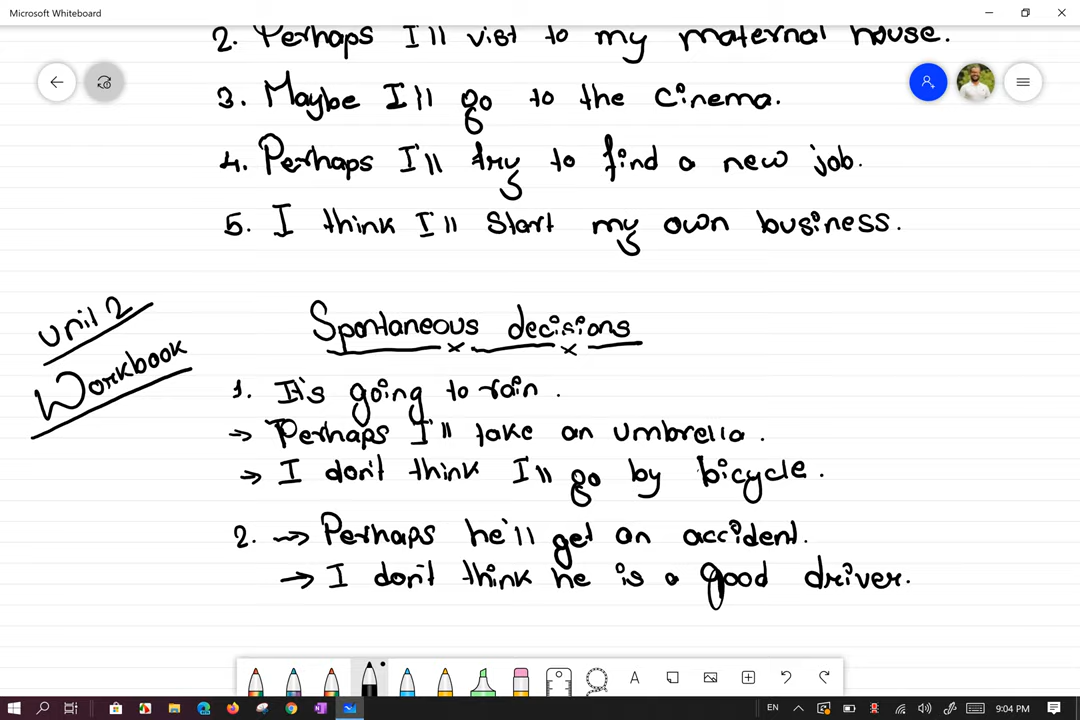 Microsoft Whiteboard
2. Perhaps I'll vist to my maternal house.
3. Maybe I'll go to the cinema.
4. Perhaps I'll try to find a new job.
5. I think I'll start my own business.
Unit 2
Workbook
Spontaneous decisions
1. It's going to rain.
→ Perhaps I'll take an umbrella.
→ I don't think I'll go by bicycle.
2. → Perhaps he'll get an accident.
→ I don't think he is a good driver.
EN
9:04 PM